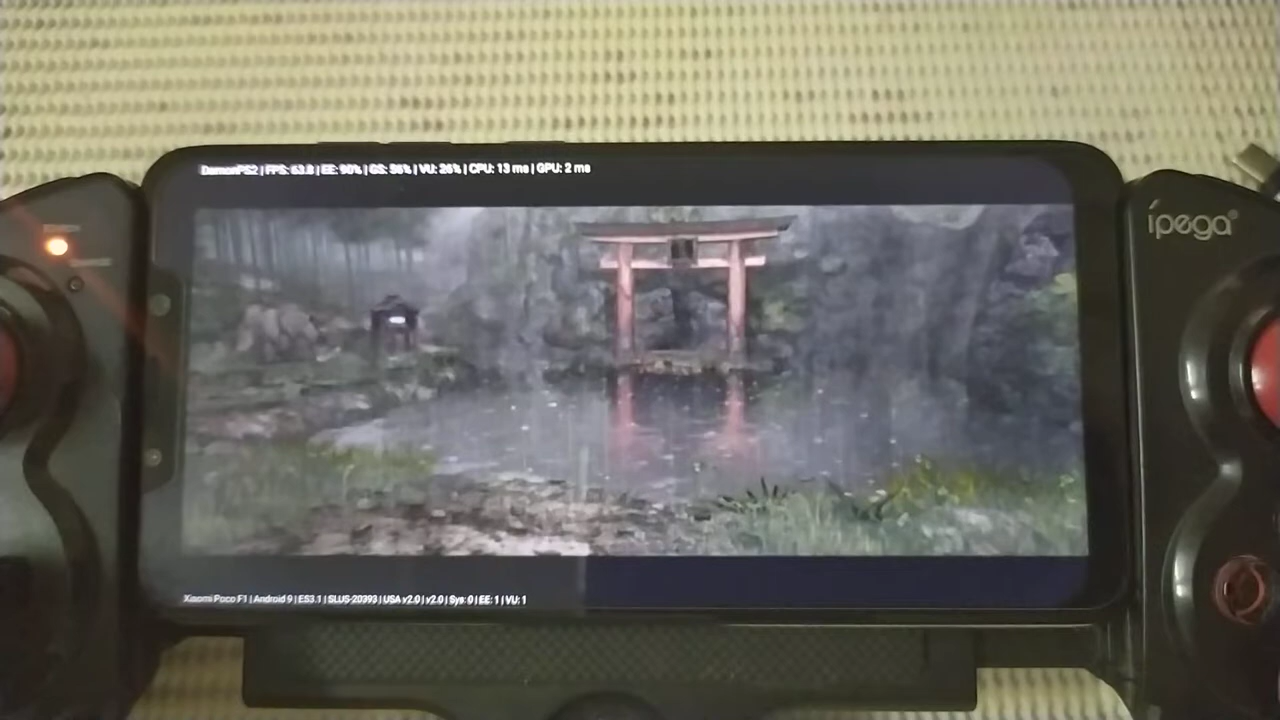 DamonPS2 | FPS: 63.8 | EE: 90% | GS: 56% | VU: 26% | CPU: 13 ms | GPU: 2 ms
ípega®
Xiaomi Poco F1 | Android 9 | ES3.1 | SLUS-20393 | USA v2.0 | v2.0 | Sys: 0 | EE: 1 | VU: 1